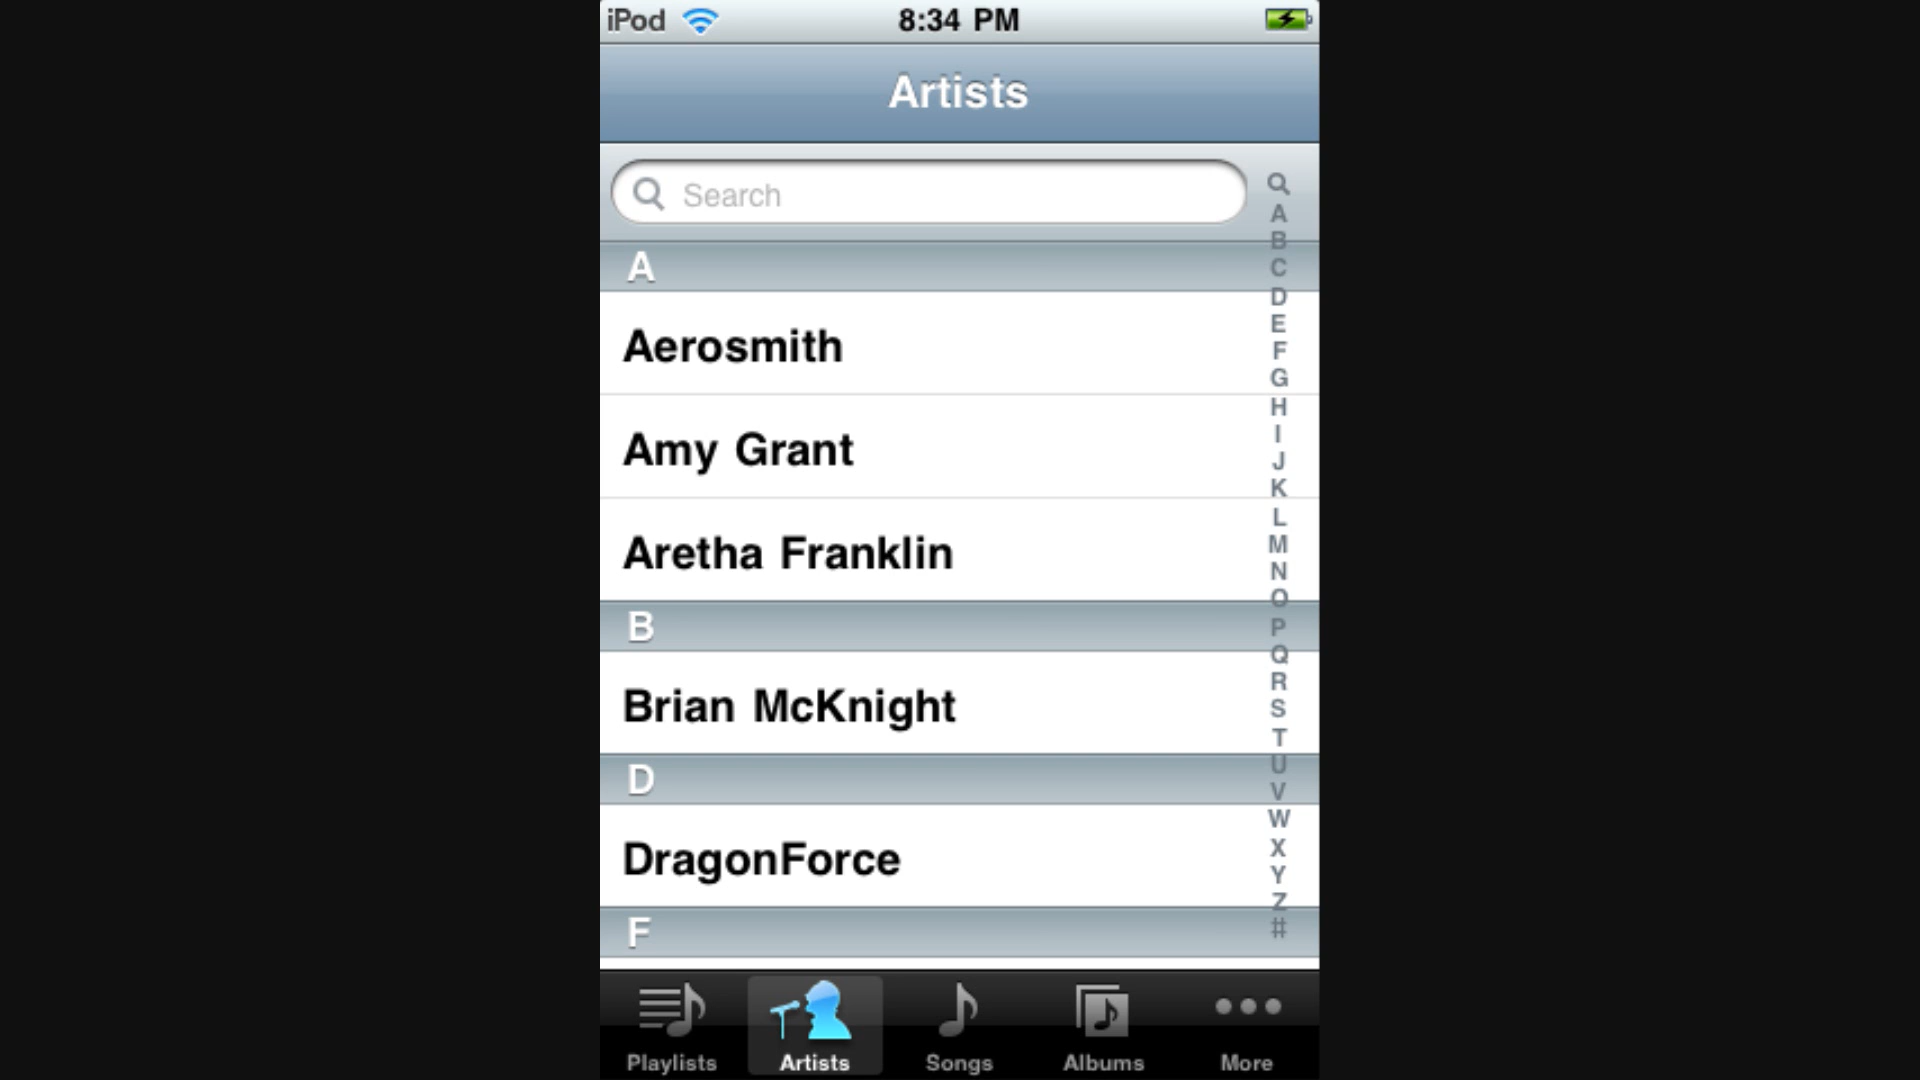 iPod 8:34 PM
Artists
Search
A
Aerosmith
Amy Grant
Aretha Franklin
B
Brian McKnight
D
DragonForce
F
A
B
C
D
E
F
G
H
I
J
K
L
M
N
O
P
Q
R
S
T
U
V
W
X
Y
Z
#
Playlists Artists Songs Albums More